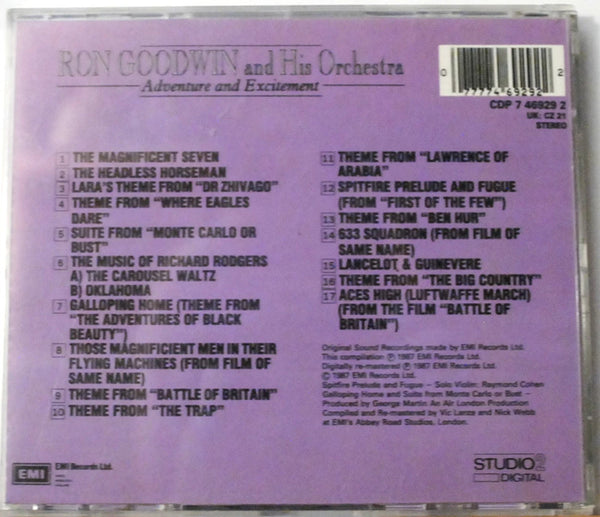 RON GOODWIN and His Orchestra
Adventure and Excitement
0 77774 69292 2
CDP 7 46929 2
UK: CZ 21
STEREO
1 THE MAGNIFICENT SEVEN
2 THE HEADLESS HORSEMAN
3 LARA'S THEME FROM "DR ZHIVAGO"
4 THEME FROM "WHERE EAGLES
DARE"
5 SUITE FROM "MONTE CARLO OR
BUST"
6 THE MUSIC OF RICHARD RODGERS
A) THE CAROUSEL WALTZ
B) OKLAHOMA
7 GALLOPING HOME (THEME FROM
"THE ADVENTURES OF BLACK
BEAUTY")
8 THOSE MAGNIFICENT MEN IN THEIR
FLYING MACHINES (FROM FILM OF
SAME NAME)
9 THEME FROM "BATTLE OF BRITAIN"
10 THEME FROM "THE TRAP"
11 THEME FROM "LAWRENCE OF
ARABIA"
12 SPITFIRE PRELUDE AND FUGUE
(FROM "FIRST OF THE FEW")
13 THEME FROM "BEN HUR"
14 633 SQUADRON (FROM FILM OF
SAME NAME)
15 LANCELOT & GUINEVERE
16 THEME FROM "THE BIG COUNTRY"
17 ACES HIGH (LUFTWAFFE MARCH)
(FROM THE FILM "BATTLE OF
BRITAIN")
Original Sound Recordings made by EMI Records Ltd.
This compilation ℗ 1987 EMI Records Ltd.
Digitally re-mastered ℗ 1987 EMI Records Ltd.
© 1987 EMI Records Ltd.
Spitfire Prelude and Fugue – Solo Violin: Raymond Cohen
Galloping Home and Suite from Monte Carlo or Bust –
Produced by George Martin An Air London Production
Compiled and Re-mastered by Vic Lanza and Nick Webb
at EMI's Abbey Road Studios, London.
EMI
EMI Records Ltd.
STUDIO 2
DIGITAL